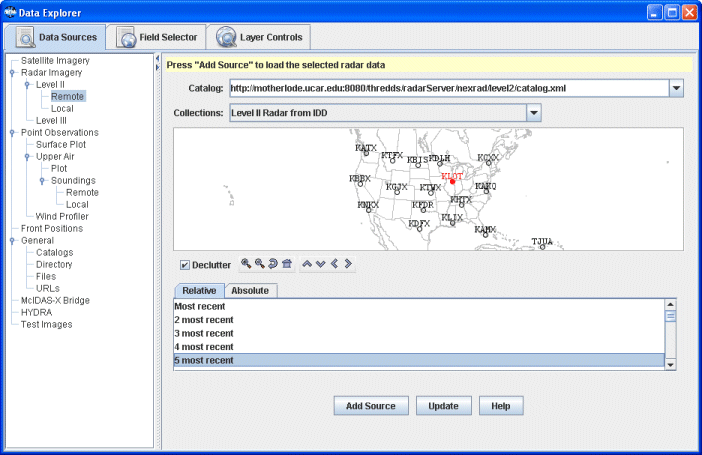 Data Explorer
Data Sources
Field Selector
Layer Controls
Satellite Imagery
Radar Imagery
Level II
Remote
Local
Level III
Point Observations
Surface Plot
Upper Air
Plot
Soundings
Remote
Local
Wind Profiler
Front Positions
General
Catalogs
Directory
Files
URLs
McIDAS-X Bridge
HYDRA
Test Images
Press "Add Source" to load the selected radar data
Catalog: http://motherlode.ucar.edu:8080/thredds/radarServer/nexrad/level2/catalog.xml
Collections: Level II Radar from IDD
KATX
KTFX
KBIS
KDLH
KCXX
KLOT
KBBX
KGJX
KTWX
KAKQ
KNKX
KFDR
KHTX
KDFX
KLIX
KAMX
TJUA
Declutter
Relative
Absolute
Most recent
2 most recent
3 most recent
4 most recent
5 most recent
Add Source
Update
Help